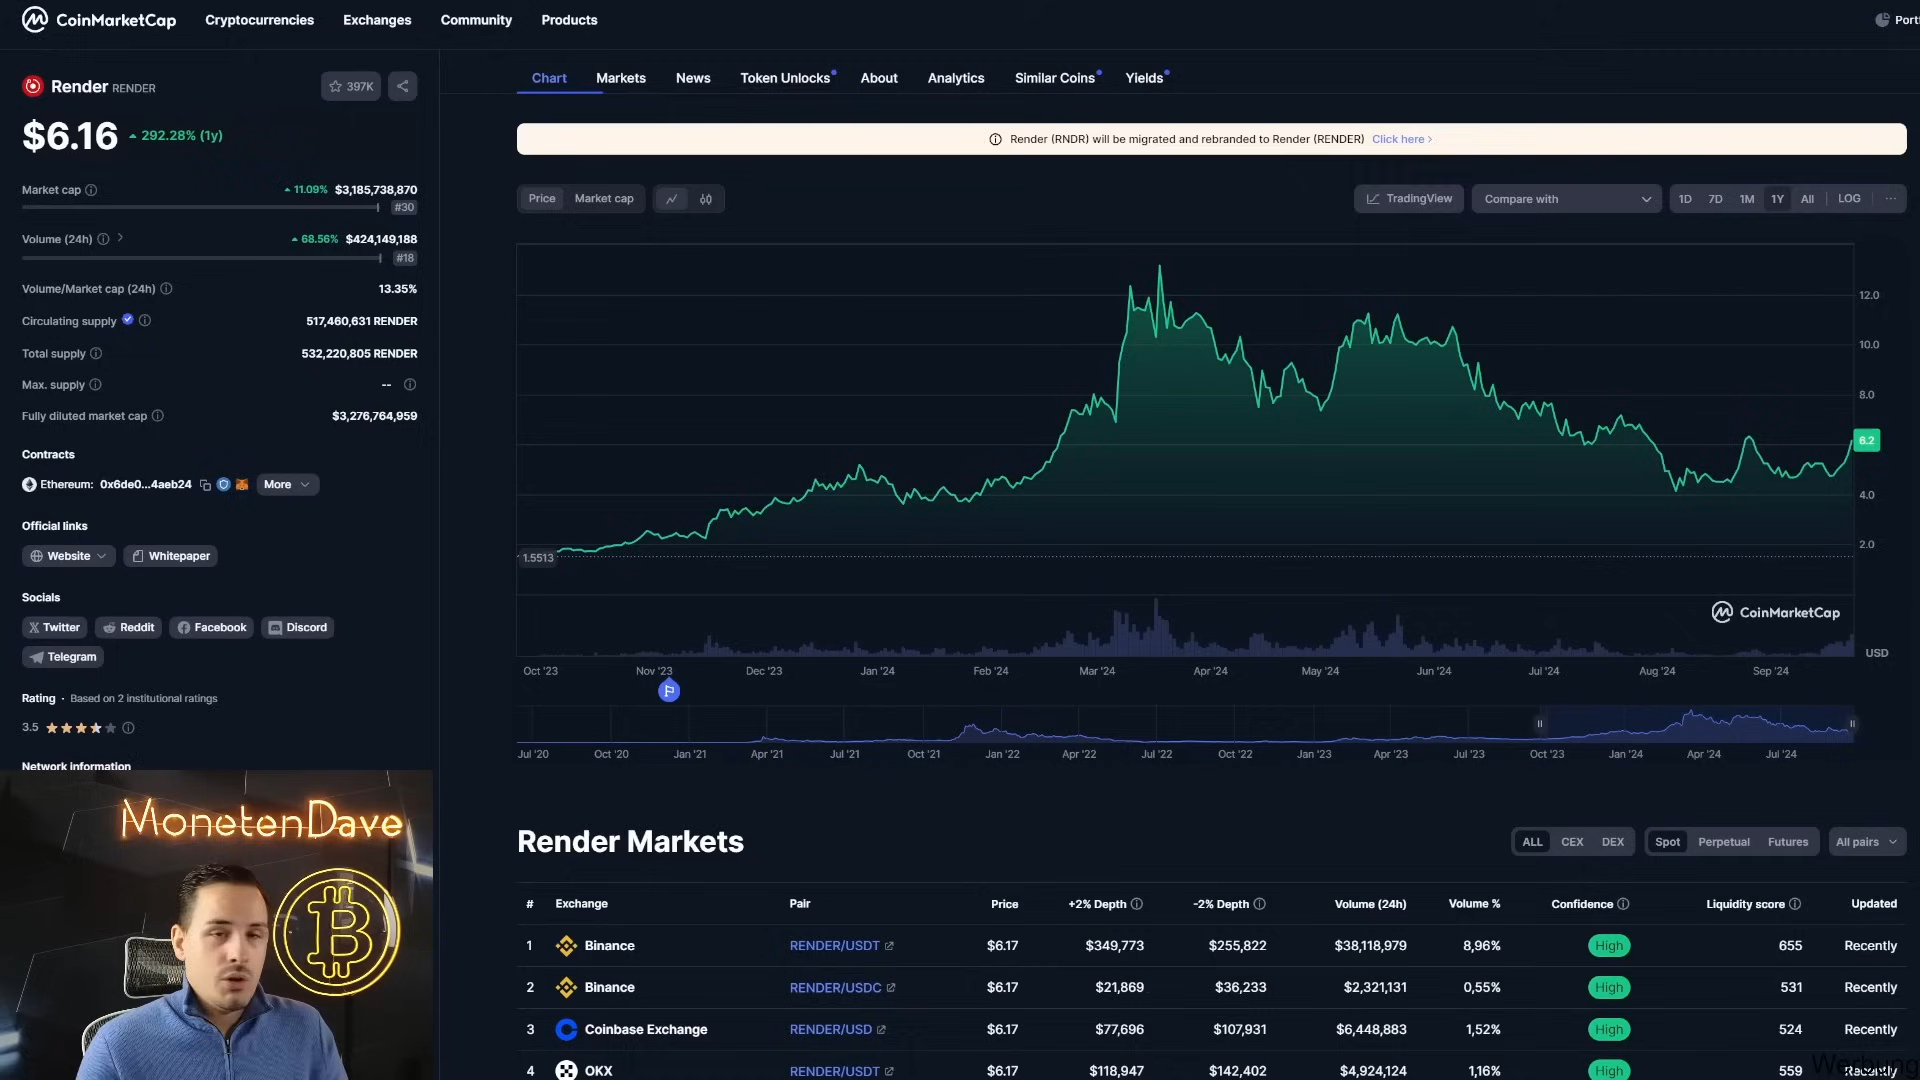 CoinMarketCap Cryptocurrencies Exchanges Community Products
Render RENDER 397K
$6.16 292.28% (1y)
Market cap 11.09% $3,185,738,870
#30
Volume (24h) 68.56% $424,149,188
#18
Volume/Market cap (24h) 13.35%
Circulating supply 517,460,631 RENDER
Total supply 532,220,805 RENDER
Max. supply --
Fully diluted market cap $3,276,764,959
Contracts
Ethereum: 0x6de0...4aeb24 More
Official links
Website Whitepaper
Socials
Twitter Reddit Facebook Discord
Telegram
Rating · Based on 2 institutional ratings
3.5
Network information
MonetenDave
Chart Markets News Token Unlocks About Analytics Similar Coins Yields
Render (RNDR) will be migrated and rebranded to Render (RENDER) Click here >
Price Market cap TradingView Compare with 1D 7D 1M 1Y All LOG ...
12.0
10.0
8.0
6.2
4.0
2.0
1.5513
CoinMarketCap
USD
Oct '23 Nov '23 Dec '23 Jan '24 Feb '24 Mar '24 Apr '24 May '24 Jun '24 Jul '24 Aug '24 Sep '24
Jul '20 Oct '20 Jan '21 Apr '21 Jul '21 Oct '21 Jan '22 Apr '22 Jul '22 Oct '22 Jan '23 Apr '23 Jul '23 Oct '23 Jan '24 Apr '24 Jul '24
Render Markets ALL CEX DEX Spot Perpetual Futures All pairs
# Exchange Pair Price +2% Depth -2% Depth Volume (24h) Volume % Confidence Liquidity score Updated
1 Binance RENDER/USDT $6.17 $349,773 $255,822 $38,118,979 8,96% High 655 Recently
2 Binance RENDER/USDC $6.17 $21,869 $36,233 $2,321,131 0,55% High 531 Recently
3 Coinbase Exchange RENDER/USD $6.17 $77,696 $107,931 $6,448,883 1,52% High 524 Recently
4 OKX RENDER/USDT $6.17 $118,947 $142,402 $4,924,124 1,16% High 559 Recently
Werbung